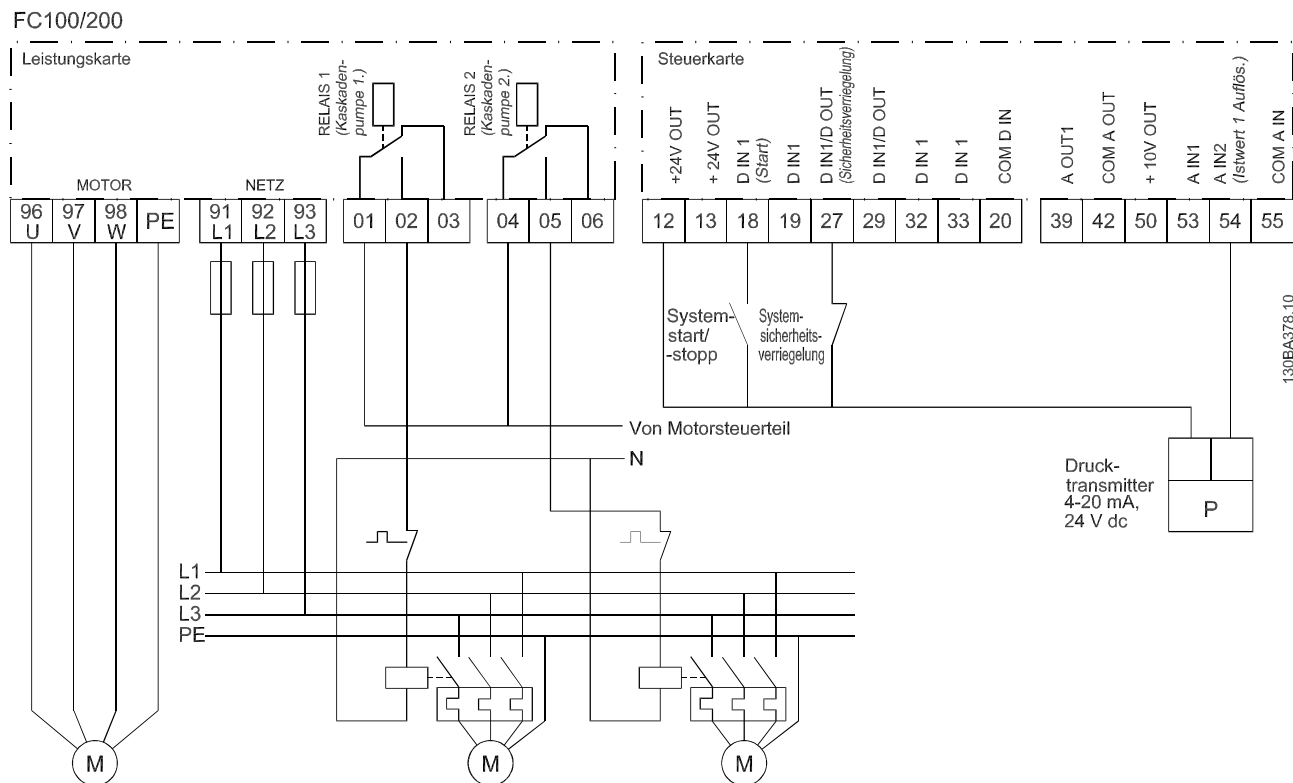 FC100/200
Leistungskarte
RELAIS 1
(Kaskaden-
pumpe 1.)
RELAIS 2
(Kaskaden-
pumpe 2.)
MOTOR
NETZ
96
U
97
V
98
W
PE
91
L1
92
L2
93
L3
01
02
03
04
05
06
Steuerkarte
+24V OUT
+ 24V OUT
D IN 1
(Start)
D IN1
D IN1/D OUT
(Sicherheitsverriegelung)
D IN1/D OUT
D IN 1
D IN 1
COM D IN
A OUT1
COM A OUT
+ 10V OUT
A IN1
A IN2
(Istwert 1 Auflös.)
COM A IN
12
13
18
19
27
29
32
33
20
39
42
50
53
54
55
System-
start/
-stopp
System-
sicherheits-
verriegelung
130BA378.10
Von Motorsteuerteil
N
Druck-
transmitter
4-20 mA,
24 V dc
P
L1
L2
L3
PE
M
M
M